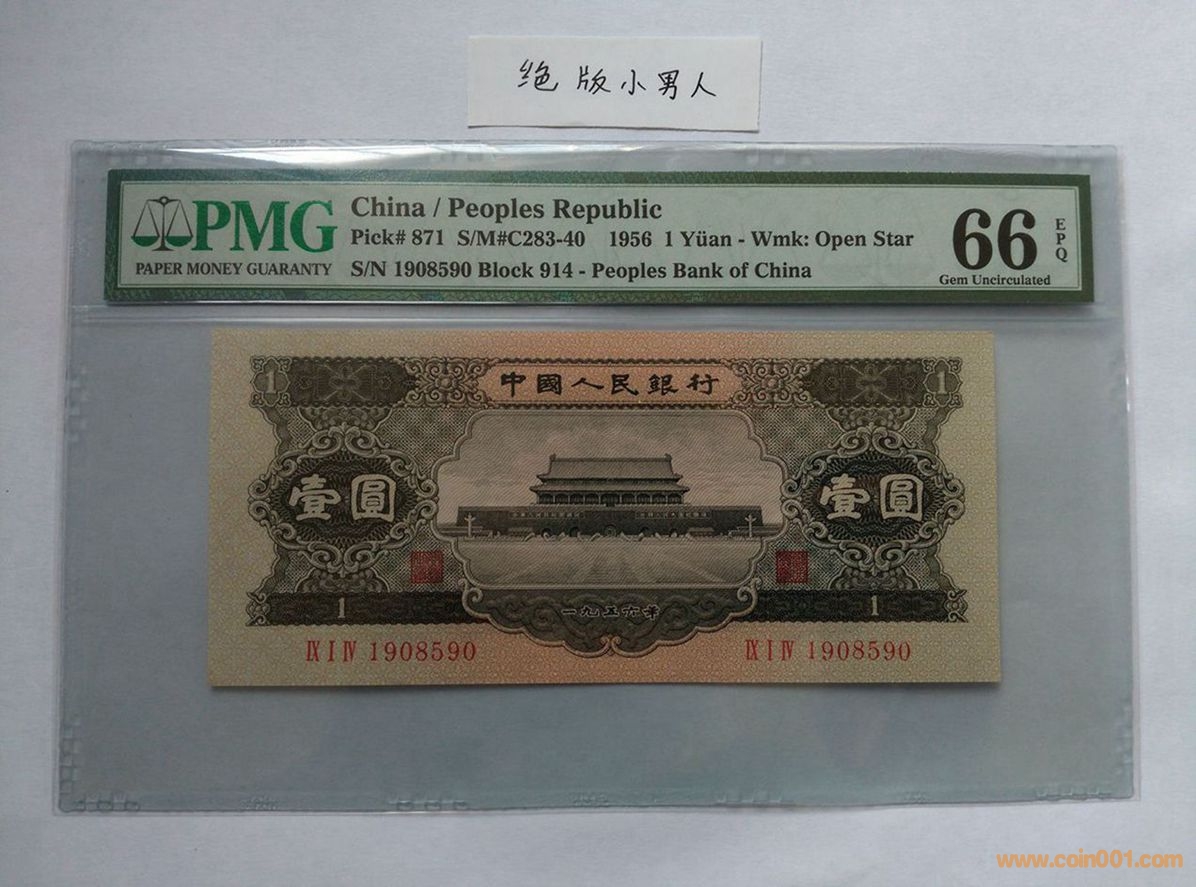 绝版小男人
PMG
PAPER MONEY GUARANTY
China / Peoples Republic
Pick# 871 S/M#C283-40 1956 1 Yüan - Wmk: Open Star
S/N 1908590 Block 914 - Peoples Bank of China
66
EPQ
Gem Uncirculated
中國人民銀行
1 1
壹圓 壹圓
1 1
一九五六年
ⅨⅠⅣ 1908590 ⅨⅠⅣ 1908590
www.coin001.com